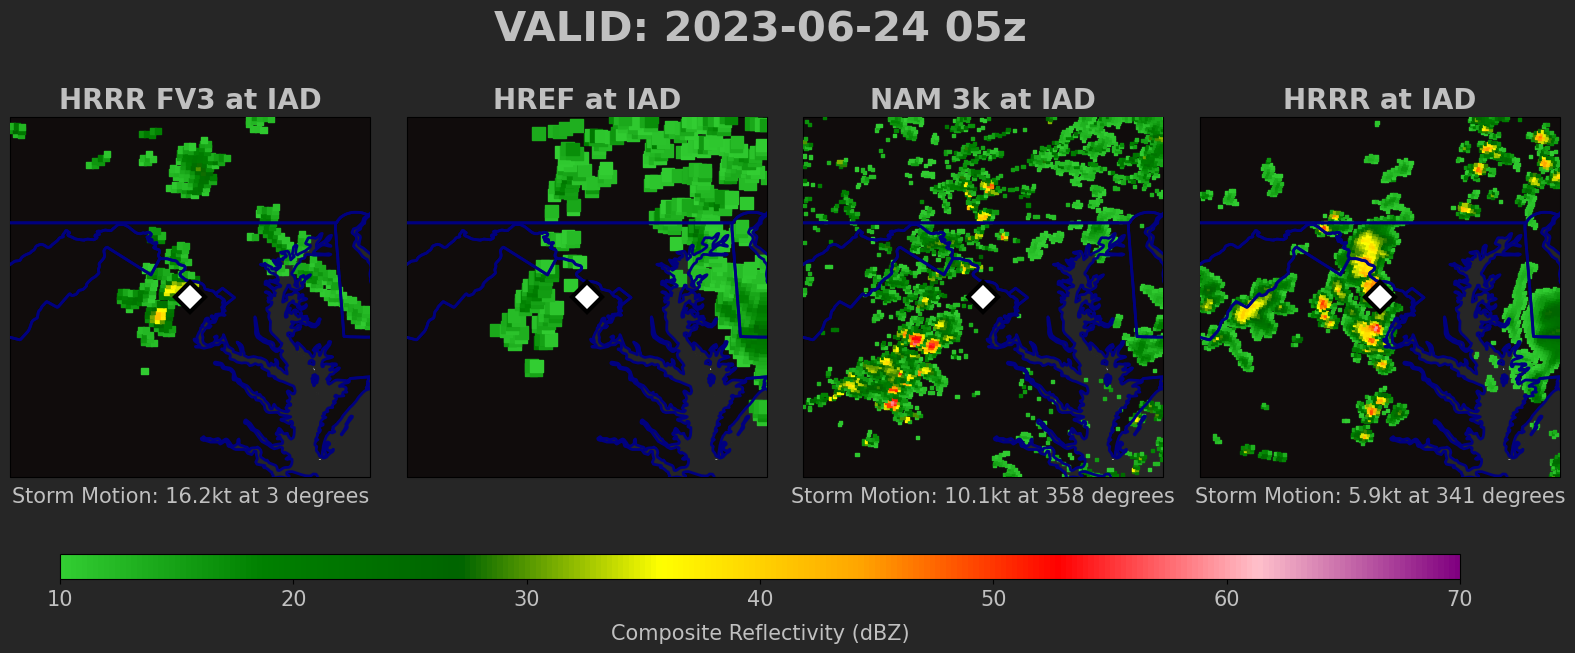 VALID: 2023-06-24 05z
HRRR FV3 at IAD
HREF at IAD
NAM 3k at IAD
HRRR at IAD
Storm Motion: 16.2kt at 3 degrees
Storm Motion: 10.1kt at 358 degrees
Storm Motion: 5.9kt at 341 degrees
10 20 30 40 50 60 70
Composite Reflectivity (dBZ)